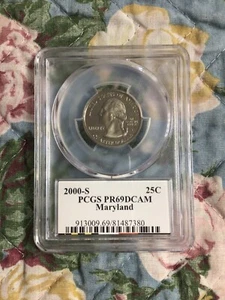 2000-S 25C
PCGS PR69DCAM
Maryland
913009.69/81487380